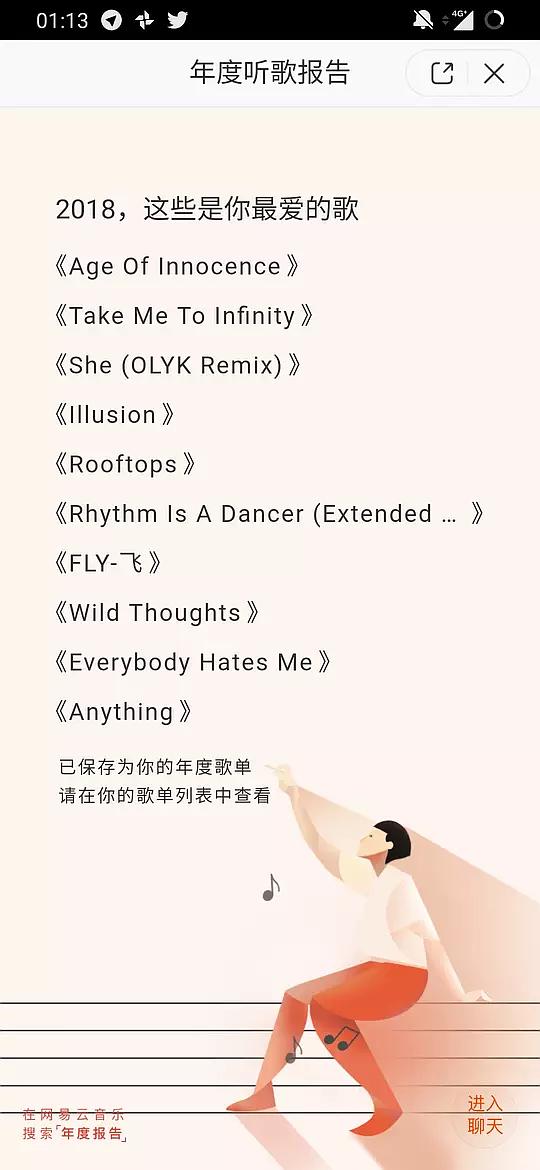 01:13
4G+
年度听歌报告
2018，这些是你最爱的歌
《Age Of Innocence》
《Take Me To Infinity》
《She (OLYK Remix)》
《Illusion》
《Rooftops》
《Rhythm Is A Dancer (Extended … 》
《FLY-飞》
《Wild Thoughts》
《Everybody Hates Me》
《Anything》
已保存为你的年度歌单
请在你的歌单列表中查看
在网易云音乐
搜索「年度报告」
进入
聊天